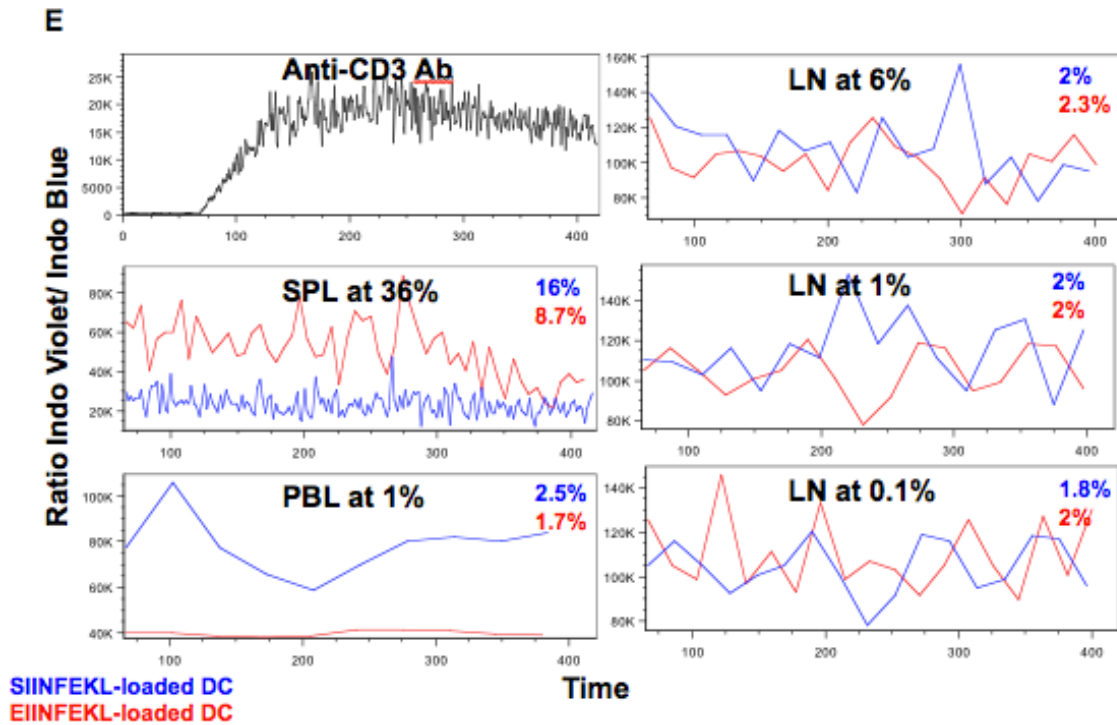 E
Ratio Indo Violet/ Indo Blue
Anti-CD3 Ab
25K
20K
15K
10K
5000
0
0 100 200 300 400
LN at 6%
2%
2.3%
160K
140K
120K
100K
80K
100 200 300 400
SPL at 36%
16%
8.7%
80K
60K
40K
20K
100 200 300 400
LN at 1%
2%
2%
140K
120K
100K
80K
100 200 300 400
PBL at 1%
2.5%
1.7%
100K
80K
60K
40K
100 200 300 400
LN at 0.1%
1.8%
2%
140K
120K
100K
80K
100 200 300 400
Time
SIINFEKL-loaded DC
EIINFEKL-loaded DC